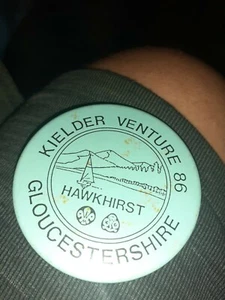 KIELDER VENTURE 86
HAWKHIRST
GLOUCESTERSHIRE